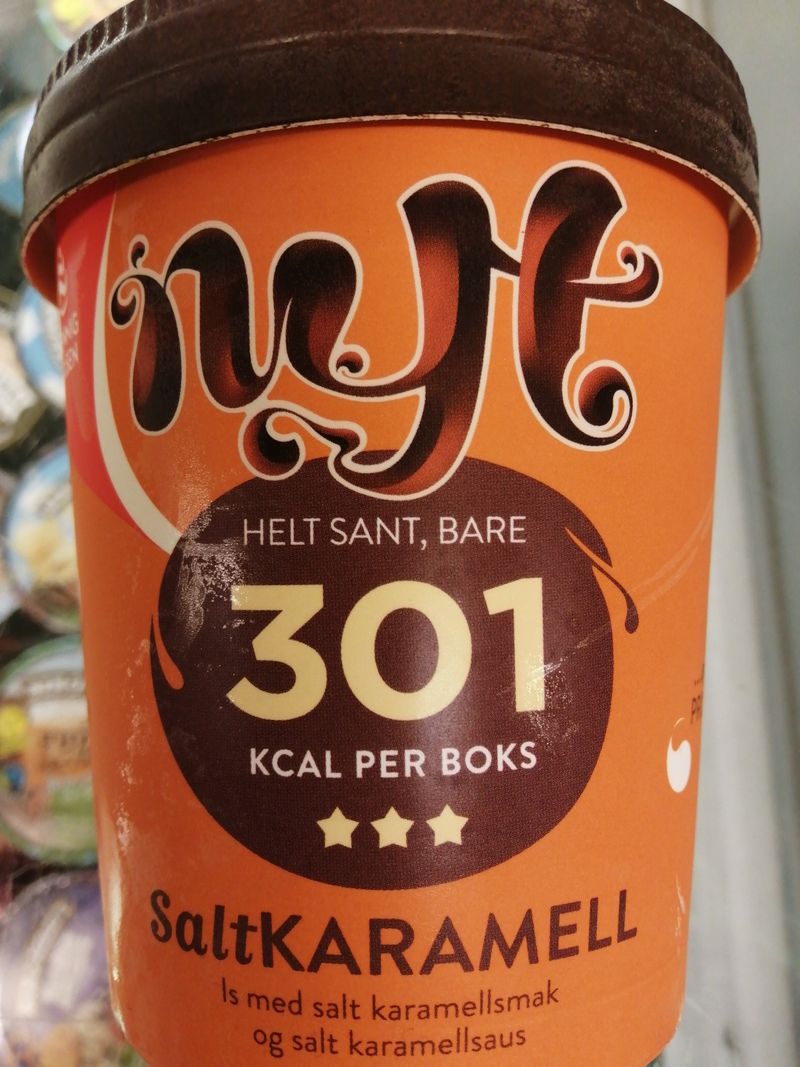 nyt
HELT SANT, BARE
301
KCAL PER BOKS
SaltKARAMELL
Is med salt karamellsmak
og salt karamellsaus